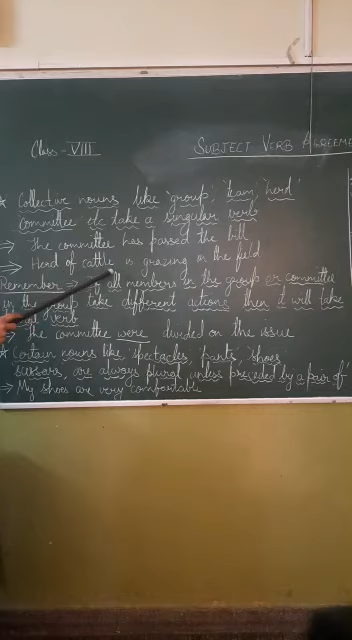 Class - VIII
SUBJECT VERB AGREEME
Collective nouns like 'group', 'team', 'herd'
committee etc take a singular verb
→ The committee has passed the bill
→ Herd of cattle is grazing in the field
Remember - all members in the group or committee
in the group take different actions then it will take
verb
The committee were divided on the issue
* Certain nouns like, 'spectacles, 'pants', 'shoes'
scissors, are always plural unless preceded by 'a pair of'
→ My shoes are very comfortable